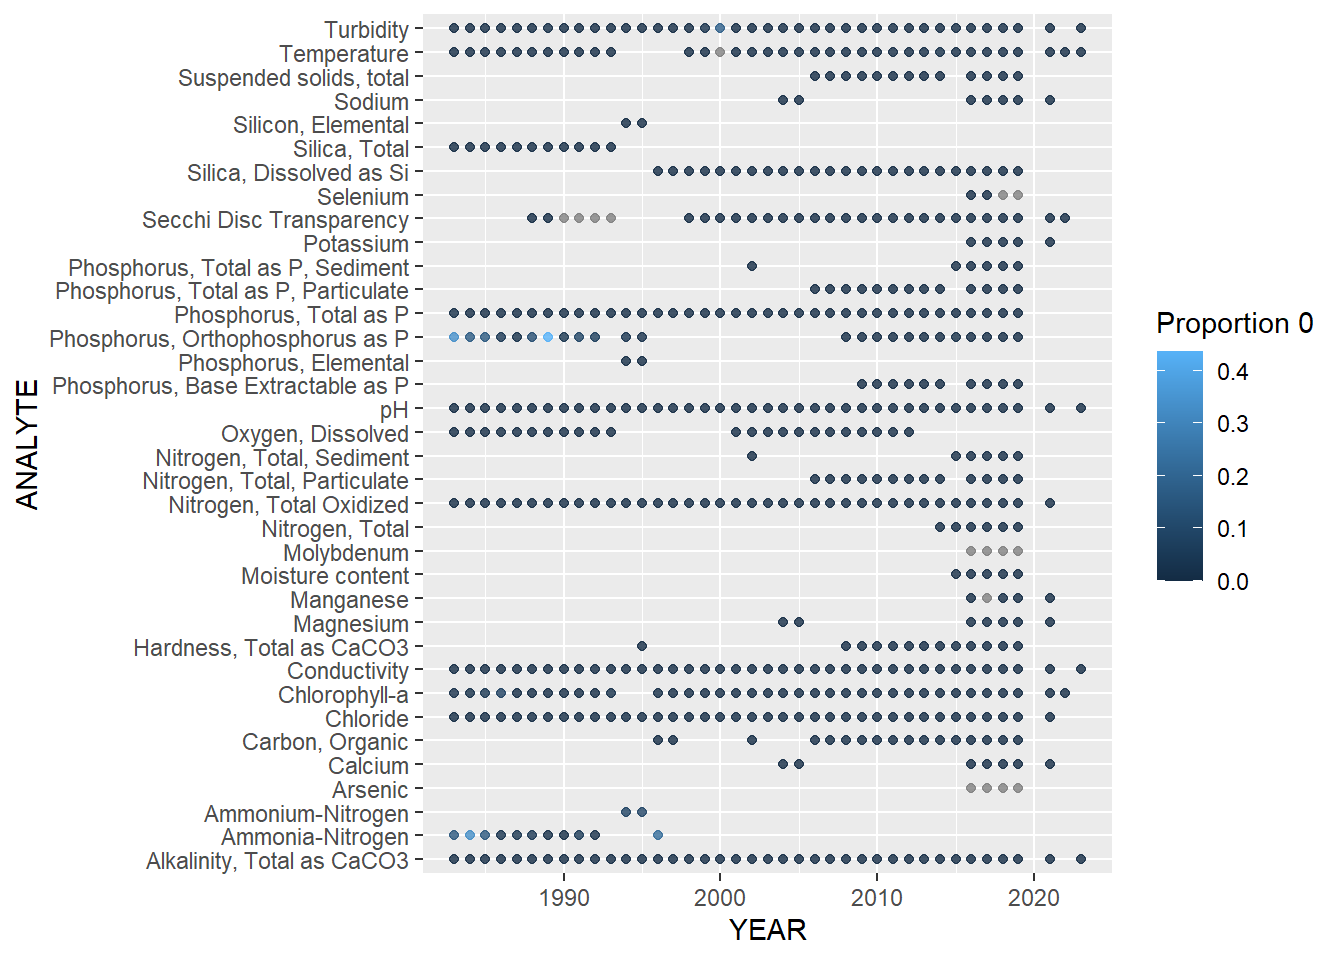 Turbidity
Temperature
Suspended solids, total
Sodium
Silicon, Elemental
Silica, Total
Silica, Dissolved as Si
Selenium
Secchi Disc Transparency
Potassium
Phosphorus, Total as P, Sediment
Phosphorus, Total as P, Particulate
Phosphorus, Total as P
Phosphorus, Orthophosphorus as P
Phosphorus, Elemental
Phosphorus, Base Extractable as P
pH
Oxygen, Dissolved
Nitrogen, Total, Sediment
Nitrogen, Total, Particulate
Nitrogen, Total Oxidized
Nitrogen, Total
Molybdenum
Moisture content
Manganese
Magnesium
Hardness, Total as CaCO3
Conductivity
Chlorophyll-a
Chloride
Carbon, Organic
Calcium
Arsenic
Ammonium-Nitrogen
Ammonia-Nitrogen
Alkalinity, Total as CaCO3
ANALYTE
1990 2000 2010 2020
YEAR
Proportion 0
0.4
0.3
0.2
0.1
0.0